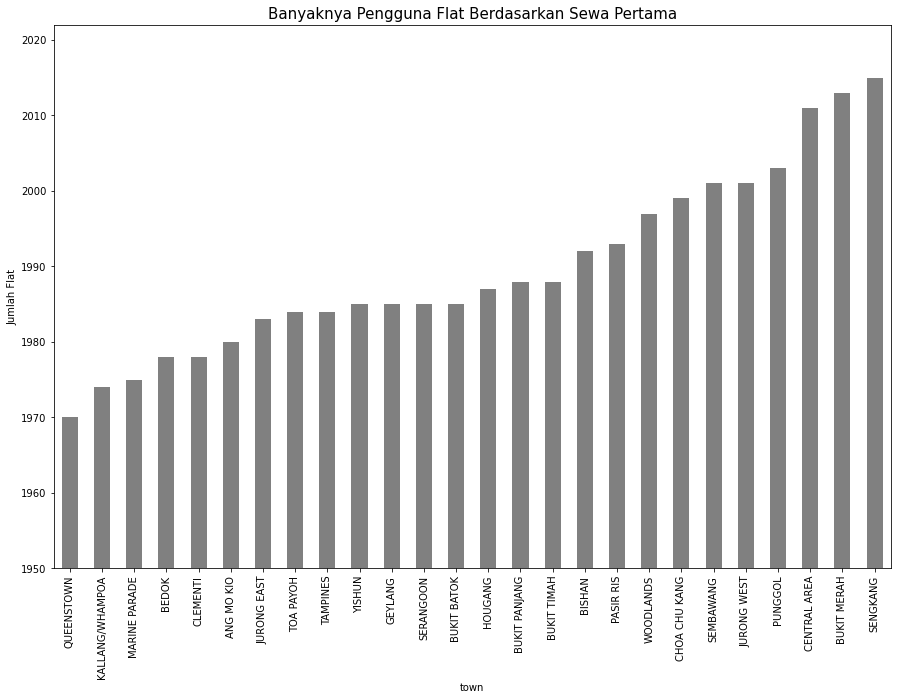 Banyaknya Pengguna Flat Berdasarkan Sewa Pertama
2020
2010
2000
1990
1980
1970
1960
1950
Jumlah Flat
QUEENSTOWN
KALLANG/WHAMPOA
MARINE PARADE
BEDOK
CLEMENTI
ANG MO KIO
JURONG EAST
TOA PAYOH
TAMPINES
YISHUN
GEYLANG
SERANGOON
BUKIT BATOK
HOUGANG
BUKIT PANJANG
BUKIT TIMAH
BISHAN
PASIR RIS
WOODLANDS
CHOA CHU KANG
SEMBAWANG
JURONG WEST
PUNGGOL
CENTRAL AREA
BUKIT MERAH
SENGKANG
town